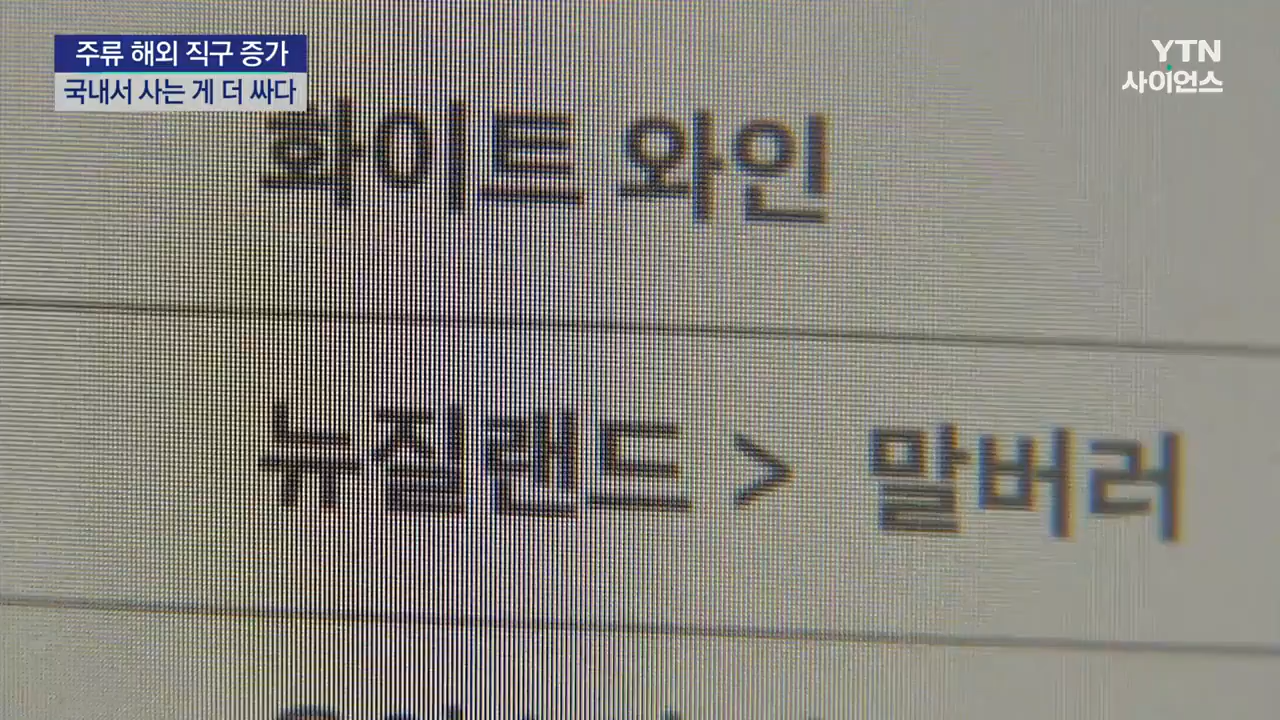 주류 해외 직구 증가
국내서 사는 게 더 싸다
YTN
사이언스
화이트 와인
뉴질랜드 > 말버러